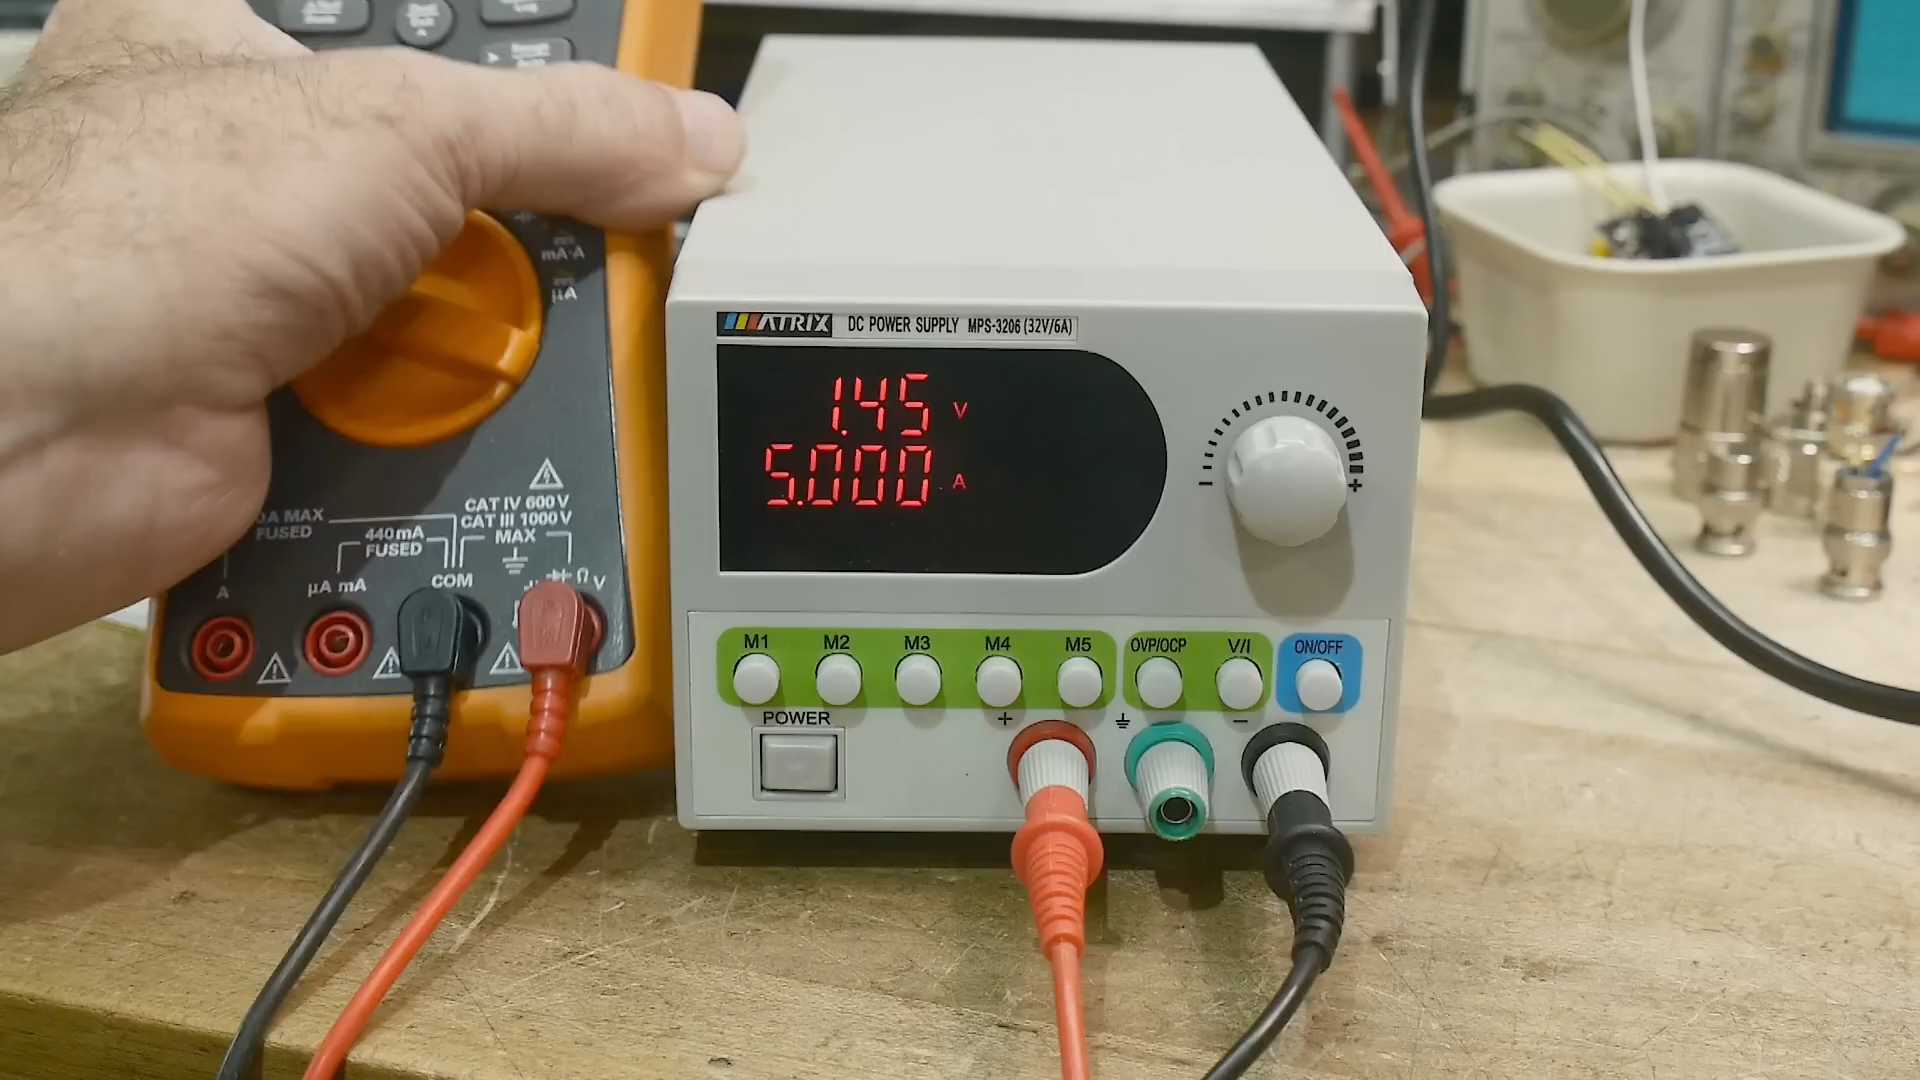 mA·A
µA
MATRIX DC POWER SUPPLY MPS-3206 (32V/6A)
1.45 V
5.000 A
CAT IV 600V
CAT III 1000V
MAX
A MAX
FUSED
440mA
FUSED
A
µA mA
COM
Ω V
M1 M2 M3 M4 M5 OVP/OCP V/I ON/OFF
POWER
+ −